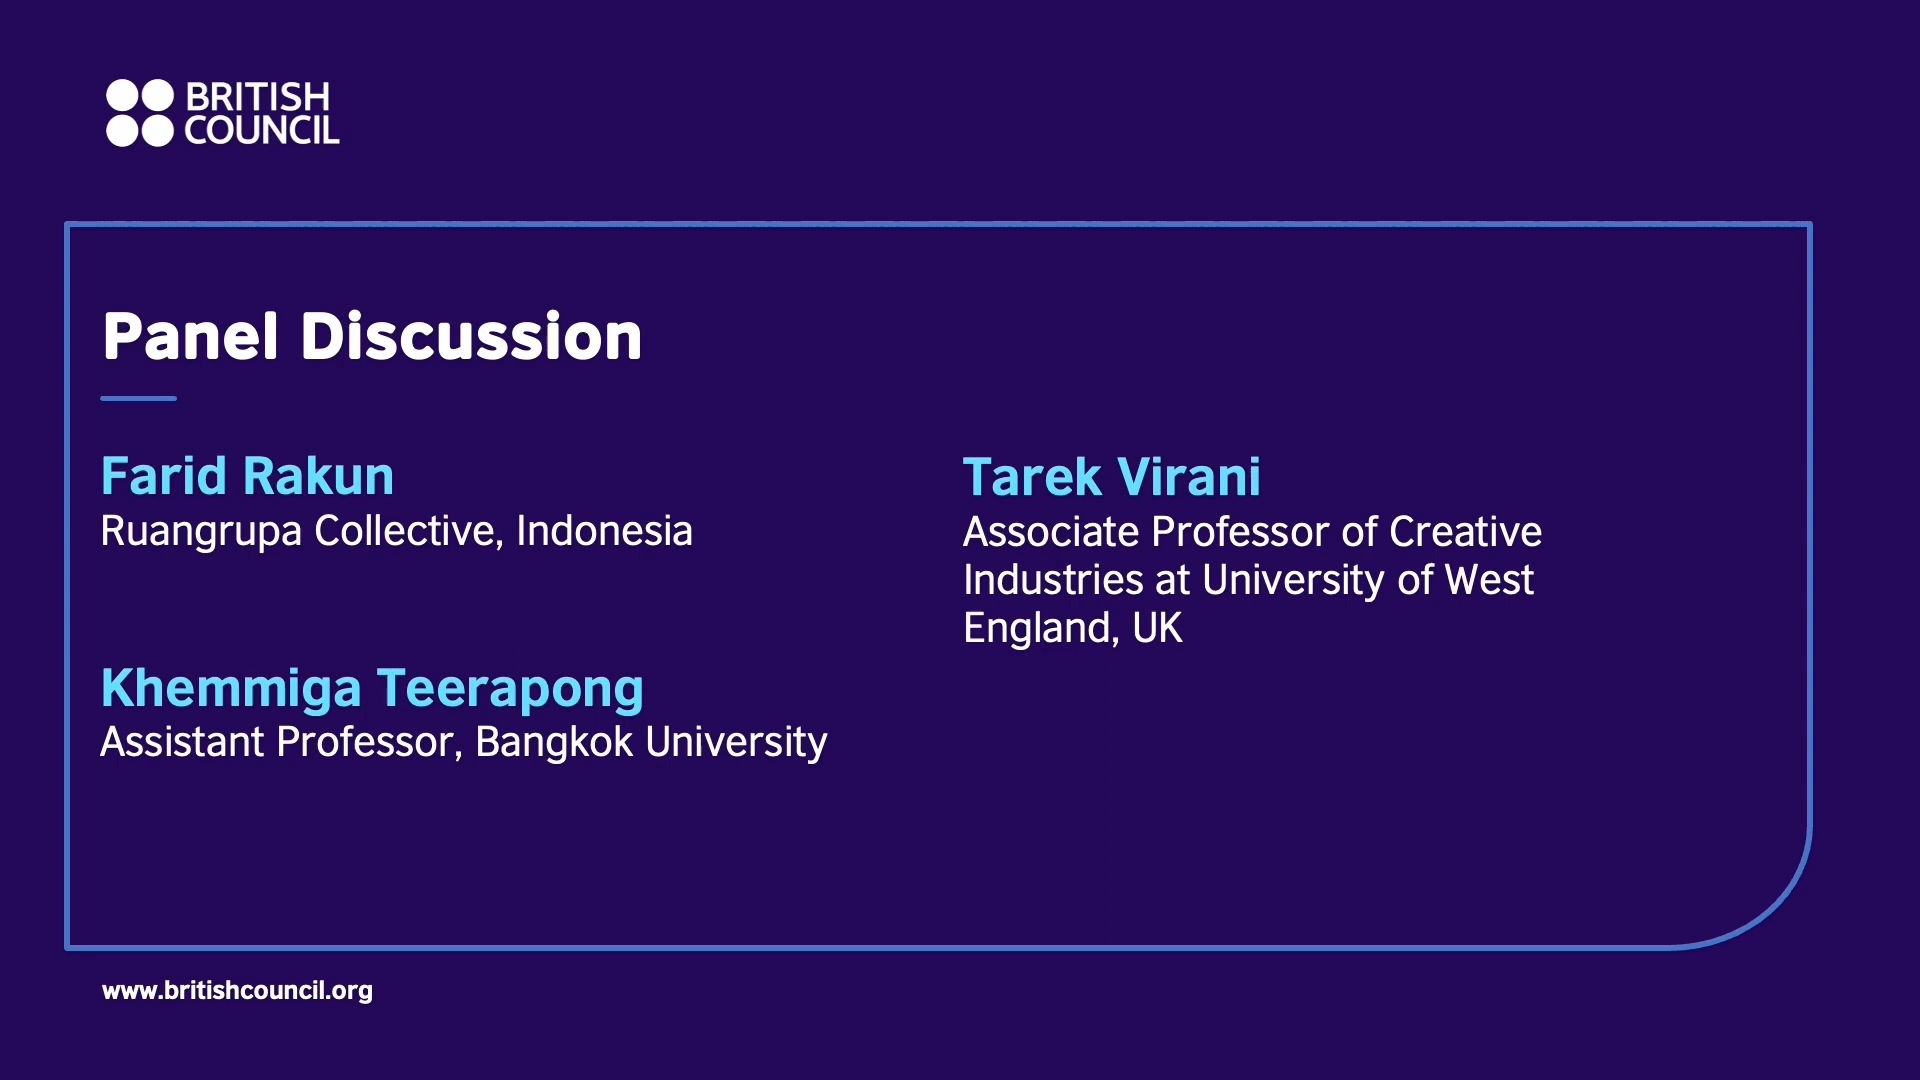 BRITISH
COUNCIL
Panel Discussion
Farid Rakun
Ruangrupa Collective, Indonesia
Khemmiga Teerapong
Assistant Professor, Bangkok University
Tarek Virani
Associate Professor of Creative
Industries at University of West
England, UK
www.britishcouncil.org